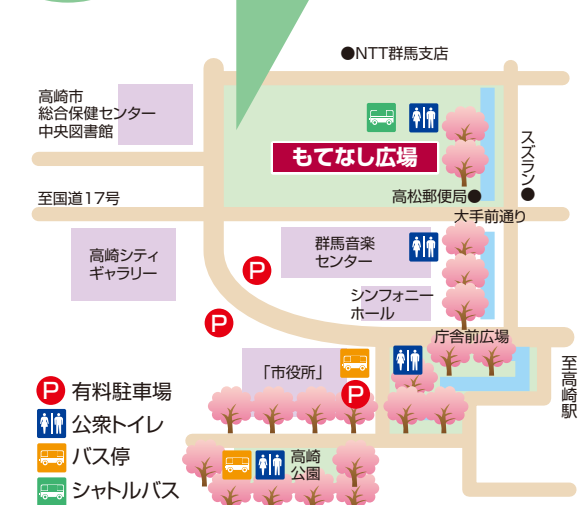 ●NTT群馬支店
高崎市
総合保健センター
中央図書館
もてなし広場
スズラン●
高松郵便局●
至国道17号
大手前通り
高崎シティ
ギャラリー
群馬音楽
センター
P
シンフォニー
ホール
P
庁舎前広場
「市役所」
至高崎駅
P
P 有料駐車場
公衆トイレ
バス停
シャトルバス
高崎
公園